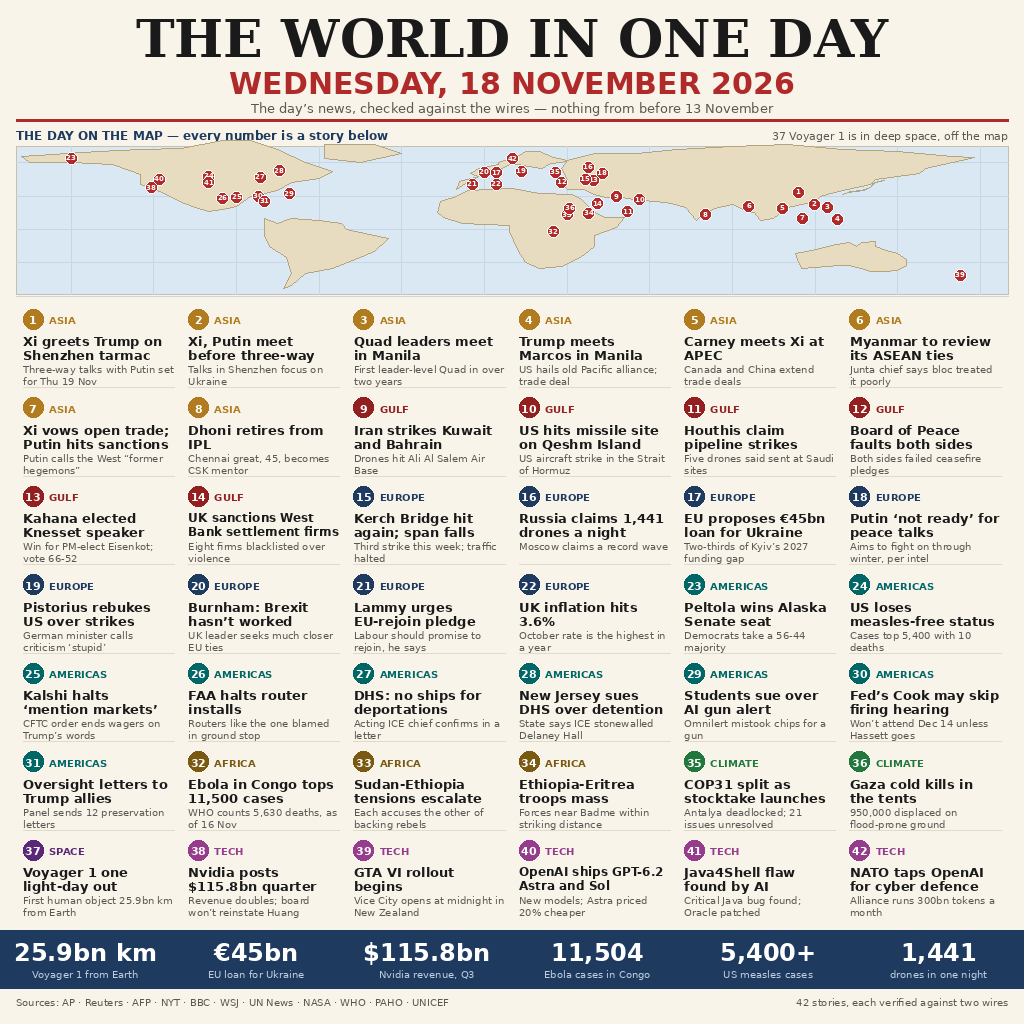 THE WORLD IN ONE DAY
WEDNESDAY, 18 NOVEMBER 2026
The day’s news, checked against the wires — nothing from before 13 November
THE DAY ON THE MAP — every number is a story below
37 Voyager 1 is in deep space, off the map
1 ASIA
Xi greets Trump on
Shenzhen tarmac
Three-way talks with Putin set
for Thu 19 Nov
2 ASIA
Xi, Putin meet
before three-way
Talks in Shenzhen focus on
Ukraine
3 ASIA
Quad leaders meet
in Manila
First leader-level Quad in over
two years
4 ASIA
Trump meets
Marcos in Manila
US hails old Pacific alliance;
trade deal
5 ASIA
Carney meets Xi at
APEC
Canada and China extend
trade deals
6 ASIA
Myanmar to review
its ASEAN ties
Junta chief says bloc treated
it poorly
7 ASIA
Xi vows open trade;
Putin hits sanctions
Putin calls the West “former
hegemons”
8 ASIA
Dhoni retires from
IPL
Chennai great, 45, becomes
CSK mentor
9 GULF
Iran strikes Kuwait
and Bahrain
Drones hit Ali Al Salem Air
Base
10 GULF
US hits missile site
on Qeshm Island
US aircraft strike in the Strait
of Hormuz
11 GULF
Houthis claim
pipeline strikes
Five drones said sent at Saudi
sites
12 GULF
Board of Peace
faults both sides
Both sides failed ceasefire
pledges
13 GULF
Kahana elected
Knesset speaker
Win for PM-elect Eisenkot;
vote 66-52
14 GULF
UK sanctions West
Bank settlement firms
Eight firms blacklisted over
violence
15 EUROPE
Kerch Bridge hit
again; span falls
Third strike this week; traffic
halted
16 EUROPE
Russia claims 1,441
drones a night
Moscow claims a record wave
17 EUROPE
EU proposes €45bn
loan for Ukraine
Two-thirds of Kyiv’s 2027
funding gap
18 EUROPE
Putin ‘not ready’ for
peace talks
Aims to fight on through
winter, per intel
19 EUROPE
Pistorius rebukes
US over strikes
German minister calls
criticism ‘stupid’
20 EUROPE
Burnham: Brexit
hasn’t worked
UK leader seeks much closer
EU ties
21 EUROPE
Lammy urges
EU-rejoin pledge
Labour should promise to
rejoin, he says
22 EUROPE
UK inflation hits
3.6%
October rate is the highest in
a year
23 AMERICAS
Peltola wins Alaska
Senate seat
Democrats take a 56-44
majority
24 AMERICAS
US loses
measles-free status
Cases top 5,400 with 10
deaths
25 AMERICAS
Kalshi halts
‘mention markets’
CFTC order ends wagers on
Trump’s words
26 AMERICAS
FAA halts router
installs
Routers like the one blamed
in ground stop
27 AMERICAS
DHS: no ships for
deportations
Acting ICE chief confirms in a
letter
28 AMERICAS
New Jersey sues
DHS over detention
State says ICE stonewalled
Delaney Hall
29 AMERICAS
Students sue over
AI gun alert
Omnilert mistook chips for a
gun
30 AMERICAS
Fed’s Cook may skip
firing hearing
Won’t attend Dec 14 unless
Hassett goes
31 AMERICAS
Oversight letters to
Trump allies
Panel sends 12 preservation
letters
32 AFRICA
Ebola in Congo tops
11,500 cases
WHO counts 5,630 deaths, as
of 16 Nov
33 AFRICA
Sudan-Ethiopia
tensions escalate
Each accuses the other of
backing rebels
34 AFRICA
Ethiopia-Eritrea
troops mass
Forces near Badme within
striking distance
35 CLIMATE
COP31 split as
stocktake launches
Antalya deadlocked; 21
issues unresolved
36 CLIMATE
Gaza cold kills in
the tents
950,000 displaced on
flood-prone ground
37 SPACE
Voyager 1 one
light-day out
First human object 25.9bn km
from Earth
38 TECH
Nvidia posts
$115.8bn quarter
Revenue doubles; board
won’t reinstate Huang
39 TECH
GTA VI rollout
begins
Vice City opens at midnight in
New Zealand
40 TECH
OpenAI ships GPT-6.2
Astra and Sol
New models; Astra priced
20% cheaper
41 TECH
Java4Shell flaw
found by AI
Critical Java bug found;
Oracle patched
42 TECH
NATO taps OpenAI
for cyber defence
Alliance runs 300bn tokens a
month
25.9bn km
Voyager 1 from Earth
€45bn
EU loan for Ukraine
$115.8bn
Nvidia revenue, Q3
11,504
Ebola cases in Congo
5,400+
US measles cases
1,441
drones in one night
Sources: AP · Reuters · AFP · NYT · BBC · WSJ · UN News · NASA · WHO · PAHO · UNICEF
42 stories, each verified against two wires